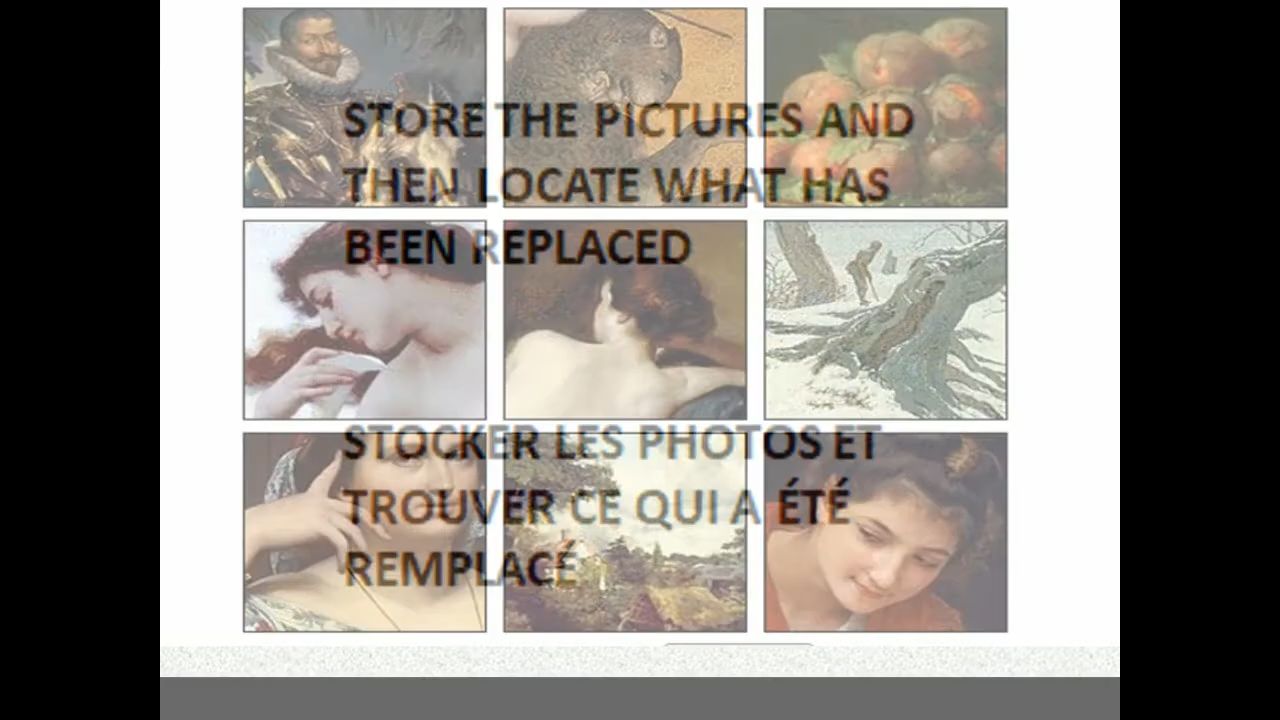 STORE THE PICTURES AND
THEN LOCATE WHAT HAS
BEEN REPLACED
STOCKER LES PHOTOS ET
TROUVER CE QUI A ÉTÉ
REMPLACÉ